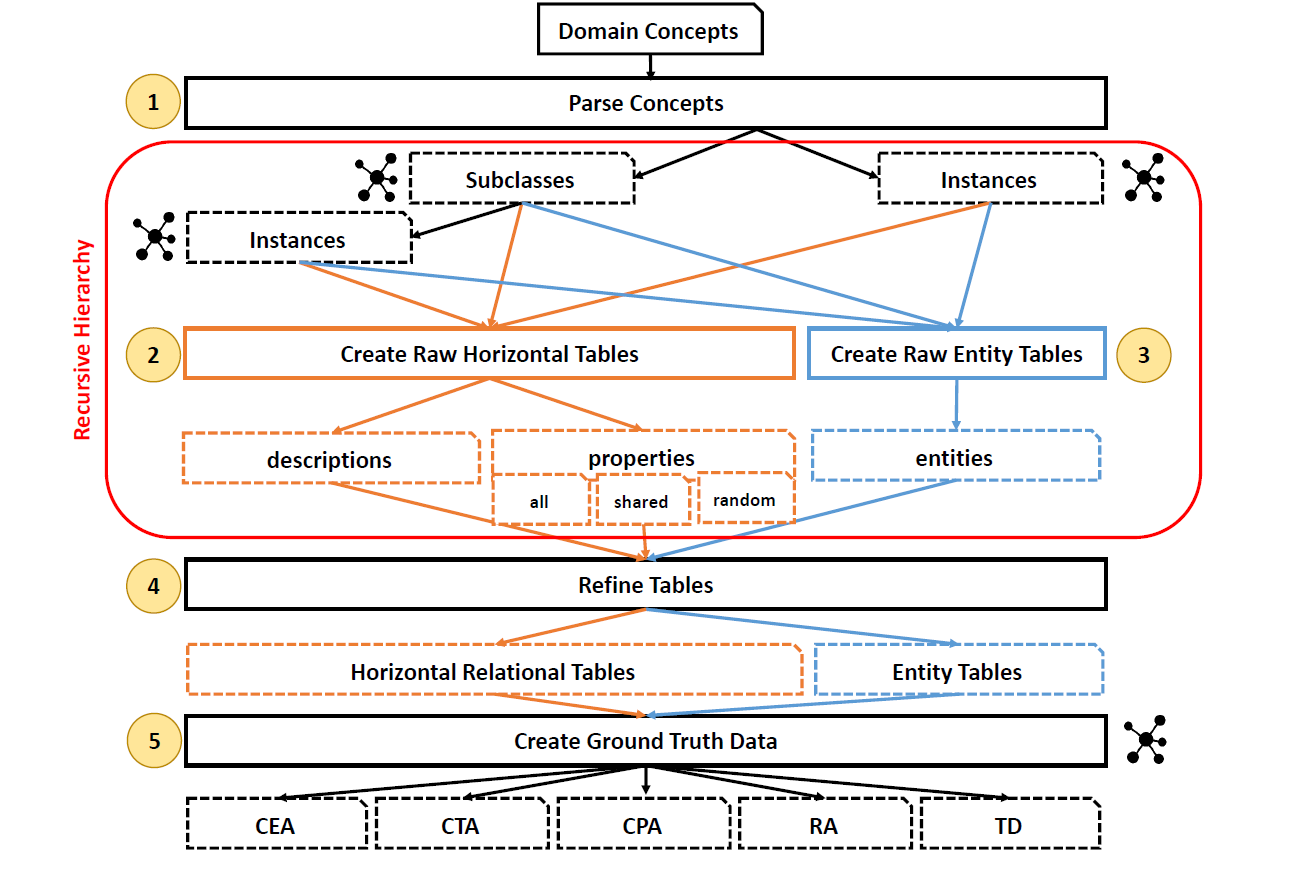 Domain Concepts
1
Parse Concepts
Subclasses
Instances
Instances
Recursive Hierarchy
2
Create Raw Horizontal Tables
Create Raw Entity Tables
3
descriptions
properties
entities
all
shared
random
4
Refine Tables
Horizontal Relational Tables
Entity Tables
5
Create Ground Truth Data
CEA
CTA
CPA
RA
TD